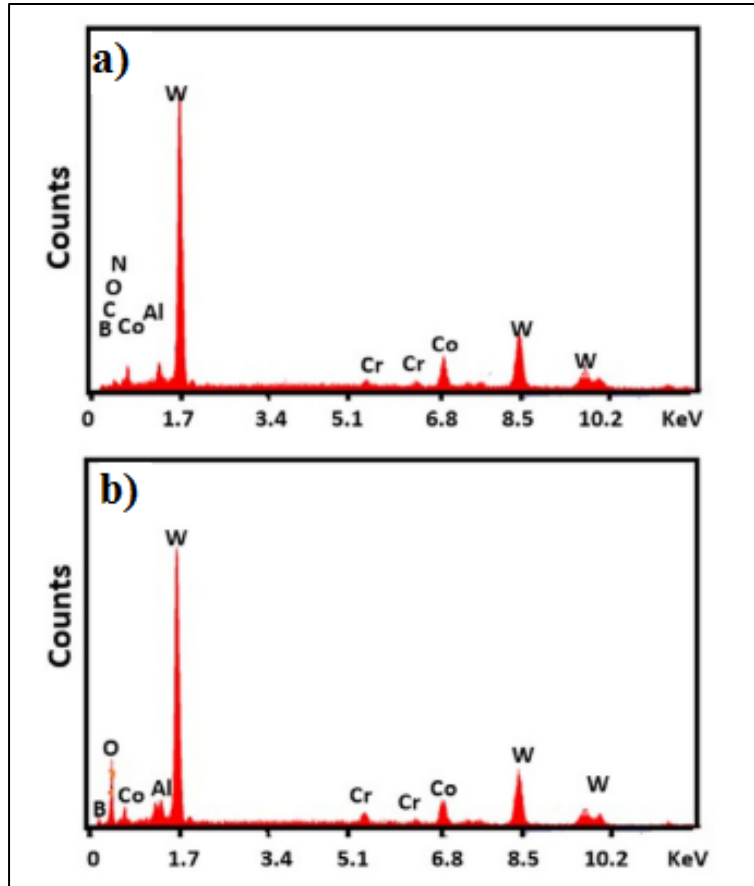 a)
W
Counts
N
O
C
B Co Al
Cr Cr Co W W
0 1.7 3.4 5.1 6.8 8.5 10.2 KeV
b)
W
Counts
O
B Co Al
Cr Cr Co W W
0 1.7 3.4 5.1 6.8 8.5 10.2 KeV